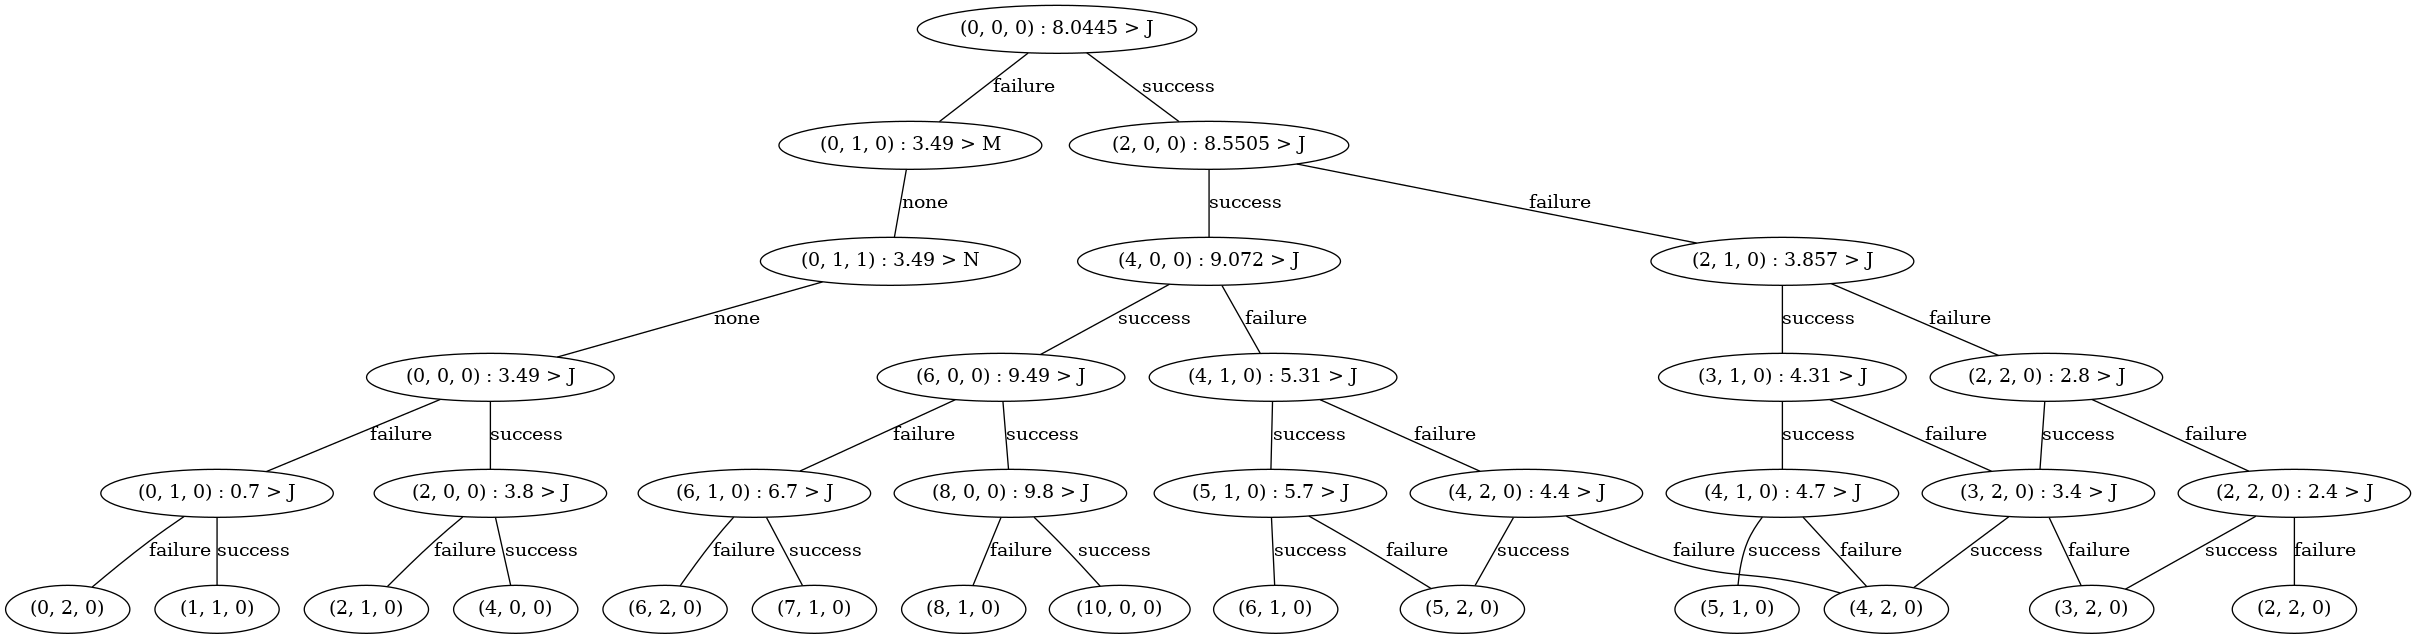 (0, 0, 0) : 8.0445 > J
failure
success
(0, 1, 0) : 3.49 > M
(2, 0, 0) : 8.5505 > J
none
success
failure
(0, 1, 1) : 3.49 > N
(4, 0, 0) : 9.072 > J
(2, 1, 0) : 3.857 > J
none
success
failure
success
failure
(0, 0, 0) : 3.49 > J
(6, 0, 0) : 9.49 > J
(4, 1, 0) : 5.31 > J
(3, 1, 0) : 4.31 > J
(2, 2, 0) : 2.8 > J
failure
success
failure
success
success
failure
success
failure
success
failure
(0, 1, 0) : 0.7 > J
(2, 0, 0) : 3.8 > J
(6, 1, 0) : 6.7 > J
(8, 0, 0) : 9.8 > J
(5, 1, 0) : 5.7 > J
(4, 2, 0) : 4.4 > J
(4, 1, 0) : 4.7 > J
(3, 2, 0) : 3.4 > J
(2, 2, 0) : 2.4 > J
failure
success
failure
success
failure
success
failure
success
success
failure
success
failure
success
failure
success
failure
success
failure
(0, 2, 0)
(1, 1, 0)
(2, 1, 0)
(4, 0, 0)
(6, 2, 0)
(7, 1, 0)
(8, 1, 0)
(10, 0, 0)
(6, 1, 0)
(5, 2, 0)
(5, 1, 0)
(4, 2, 0)
(3, 2, 0)
(2, 2, 0)